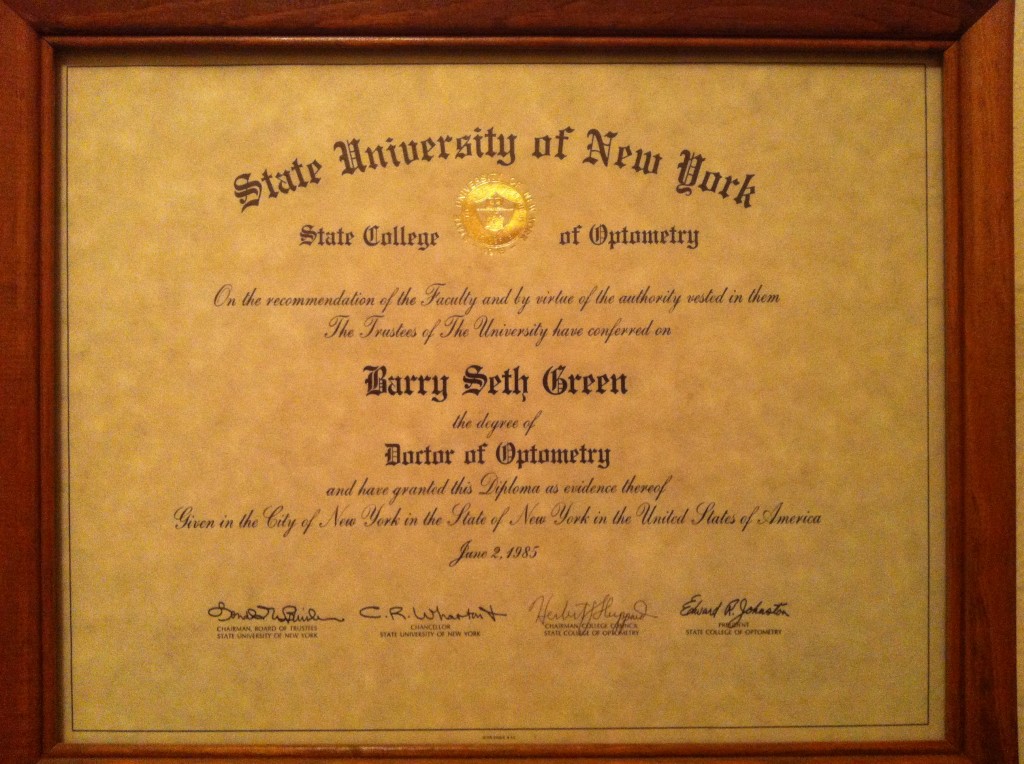 State University of New York
State College of Optometry
On the recommendation of the Faculty and by virtue of the authority vested in them
The Trustees of The University have conferred on
Barry Seth Green
the degree of
Doctor of Optometry
and have granted this Diploma as evidence thereof
Given in the City of New York in the State of New York in the United States of America
June 2, 1985
C. R. Wharton Edward R. Johnston
CHAIRMAN, BOARD OF TRUSTEES CHANCELLOR CHAIRMAN, COLLEGE COUNCIL PRESIDENT
STATE UNIVERSITY OF NEW YORK STATE UNIVERSITY OF NEW YORK STATE COLLEGE OF OPTOMETRY STATE COLLEGE OF OPTOMETRY